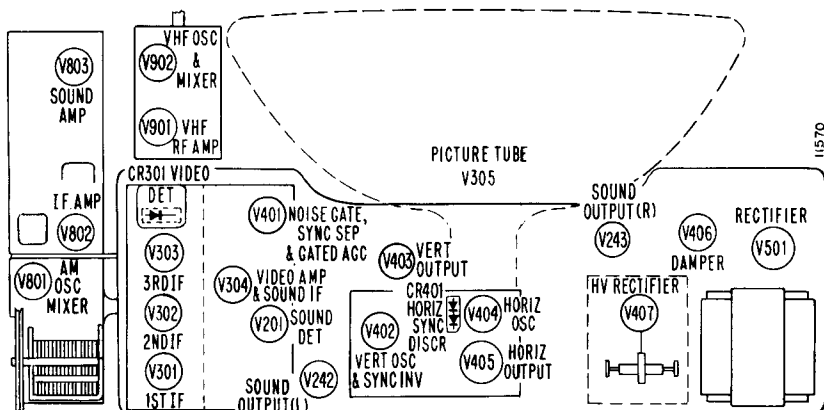 V803
SOUND
AMP
I.F. AMP
V802
V801
AM
OSC
MIXER
VHF OSC
&
MIXER
V902
V901
VHF
RF AMP
CR301 VIDEO
DET
V303
3RD IF
V302
2ND IF
V301
1ST IF
V401
NOISE GATE,
SYNC SEP
& GATED AGC
V304
VIDEO AMP
& SOUND IF
V201
SOUND
DET
V242
SOUND
OUTPUT(L)
PICTURE TUBE
V305
V403
VERT
OUTPUT
CR401
HORIZ
SYNC
DISCR
V402
VERT OSC
& SYNC INV
V404
HORIZ
OSC
V405
HORIZ
OUTPUT
SOUND
OUTPUT(R)
V243
V406
DAMPER
RECTIFIER
V501
HV RECTIFIER
V407
11570